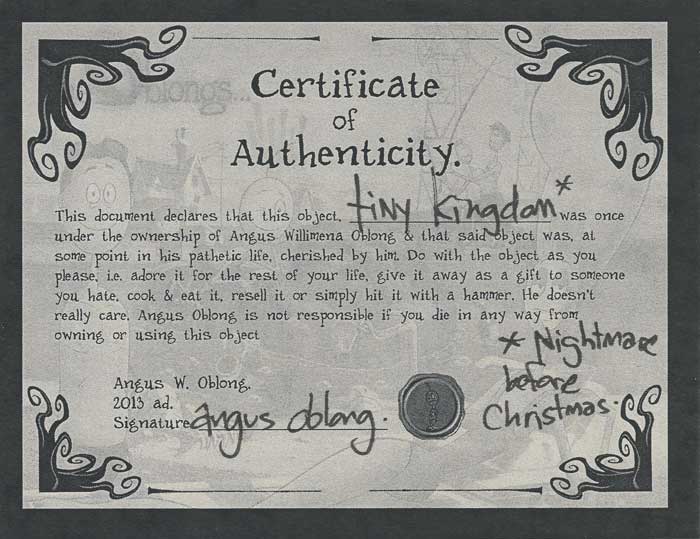 Oblongs...
Certificate
of
Authenticity.
This document declares that this object, tiny kingdom* was once
under the ownership of Angus Willimena Oblong & that said object was, at
some point in his pathetic life, cherished by him. Do with the object as you
please, i.e. adore it for the rest of your life, give it away as a gift to someone
you hate, cook & eat it, resell it or simply hit it with a hammer. He doesn't
really care. Angus Oblong is not responsible if you die in any way from
owning or using this object
* Nightmare
before
Christmas.
Angus W. Oblong,
2013 ad.
Signature angus oblong.